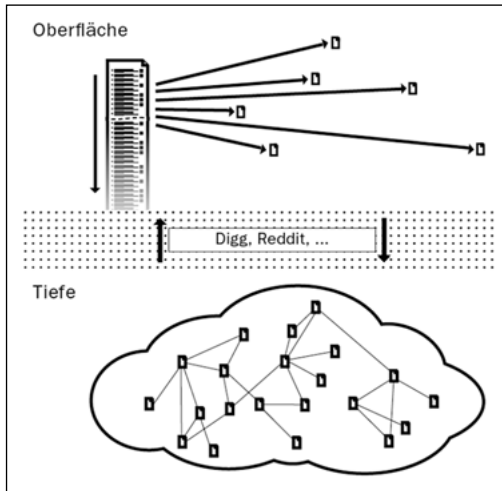 Oberfläche
Digg, Reddit, ...
Tiefe